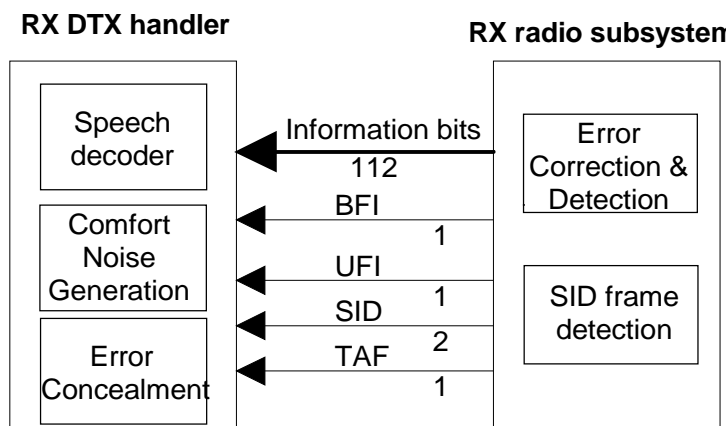 RX DTX handler
RX radio subsystem
Speech
decoder
Comfort
Noise
Generation
Error
Concealment
Information bits
112
BFI
1
UFI
1
SID
2
TAF
1
Error
Correction &
Detection
SID frame
detection